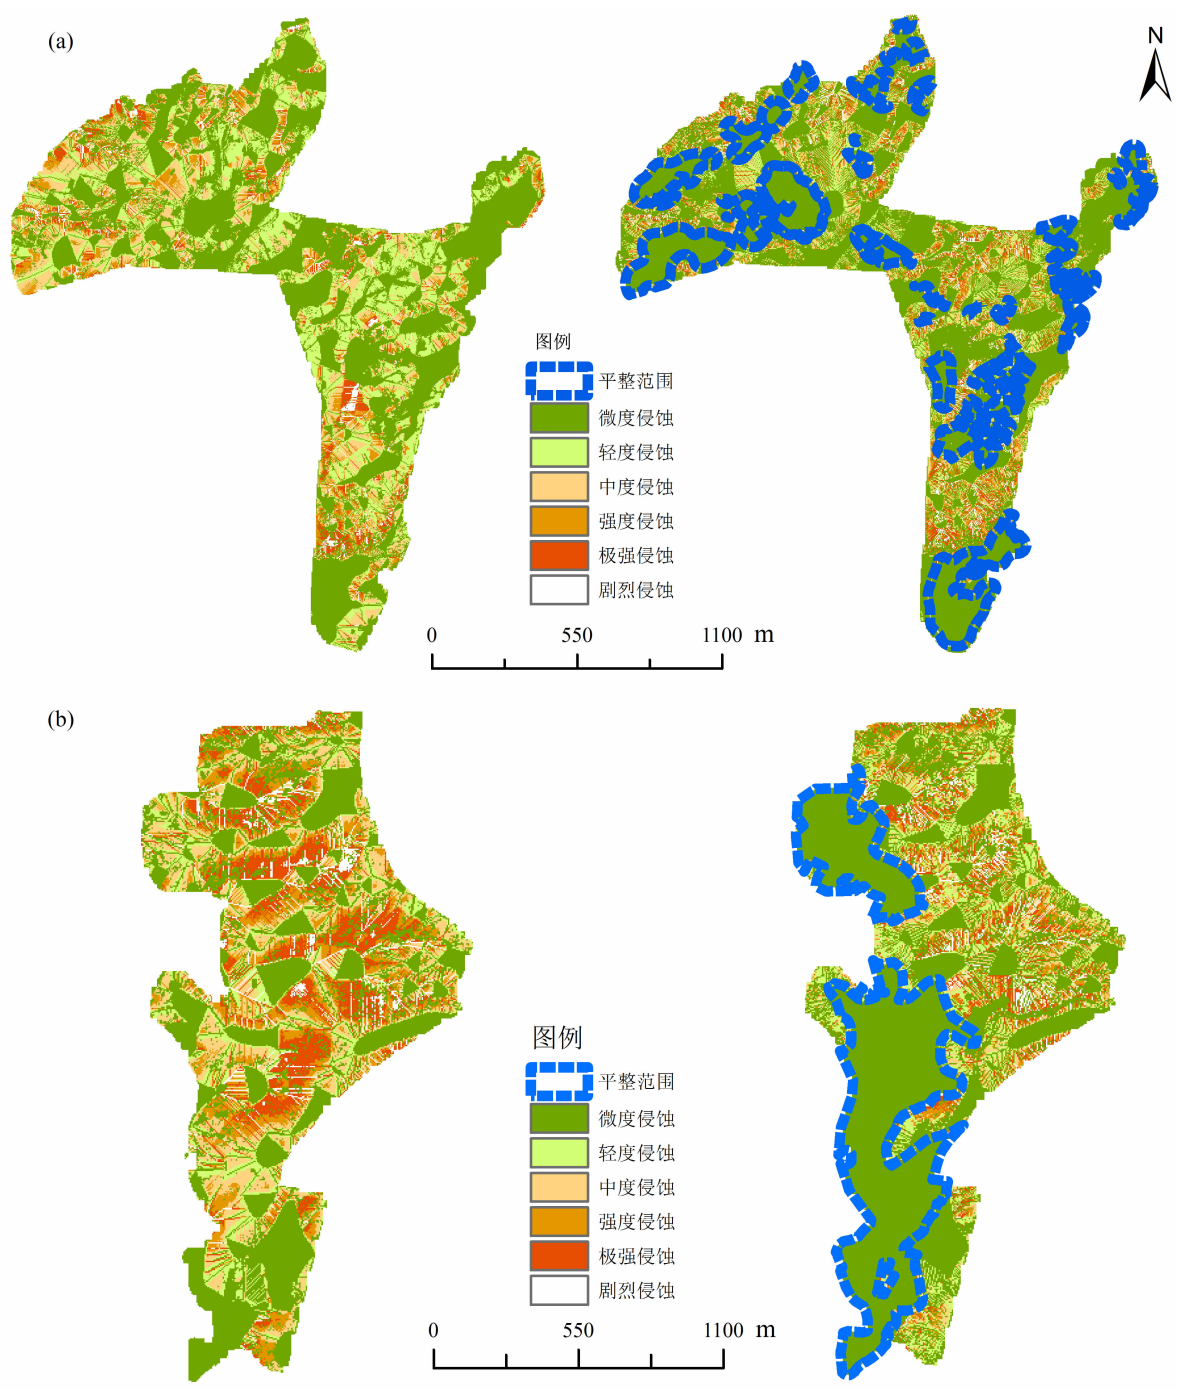 (a)
N
图例
平整范围
微度侵蚀
轻度侵蚀
中度侵蚀
强度侵蚀
极强侵蚀
剧烈侵蚀
0 550 1100 m
(b)
图例
平整范围
微度侵蚀
轻度侵蚀
中度侵蚀
强度侵蚀
极强侵蚀
剧烈侵蚀
0 550 1100 m